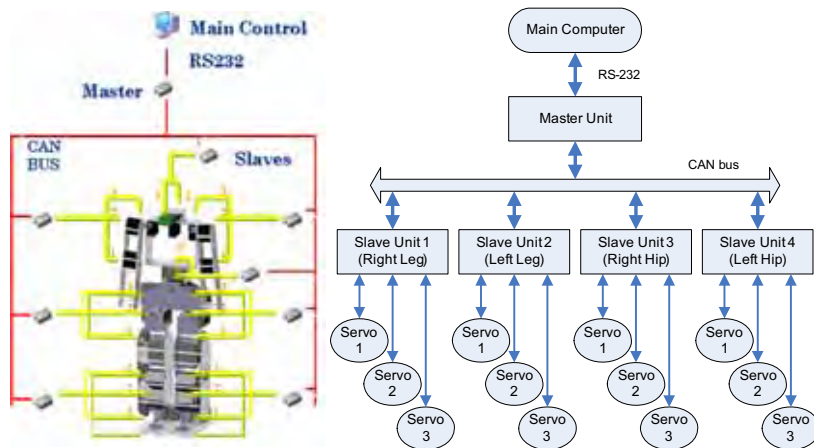 Main Control
RS232
Master
CAN
BUS
Slaves
Main Computer
RS-232
Master Unit
CAN bus
Slave Unit 1
(Right Leg)
Slave Unit 2
(Left Leg)
Slave Unit 3
(Right Hip)
Slave Unit 4
(Left Hip)
Servo
1
Servo
2
Servo
3
Servo
1
Servo
2
Servo
3
Servo
1
Servo
2
Servo
3
Servo
1
Servo
2
Servo
3